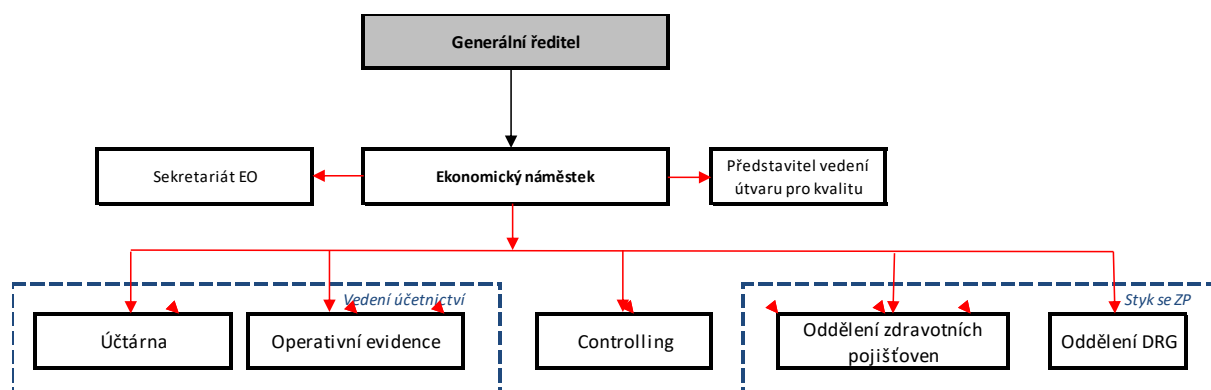 Generální ředitel
Sekretariát EO
Ekonomický náměstek
Představitel vedení
útvaru pro kvalitu
Vedení účetnictví
Styk se ZP
Účtárna
Operativní evidence
Controlling
Oddělení zdravotních
pojišťoven
Oddělení DRG